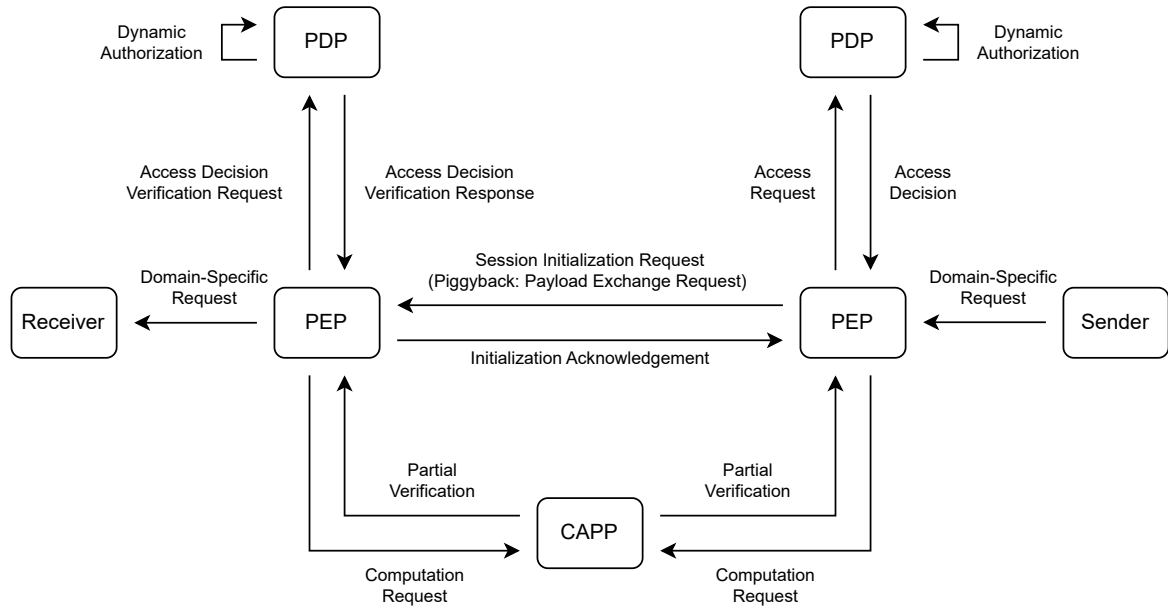 Dynamic
Authorization
PDP
PDP
Dynamic
Authorization
Access Decision
Verification Request
Access Decision
Verification Response
Access
Request
Access
Decision
Session Initialization Request
(Piggyback: Payload Exchange Request)
Domain-Specific
Request
Domain-Specific
Request
Receiver
PEP
PEP
Sender
Initialization Acknowledgement
Partial
Verification
Partial
Verification
CAPP
Computation
Request
Computation
Request